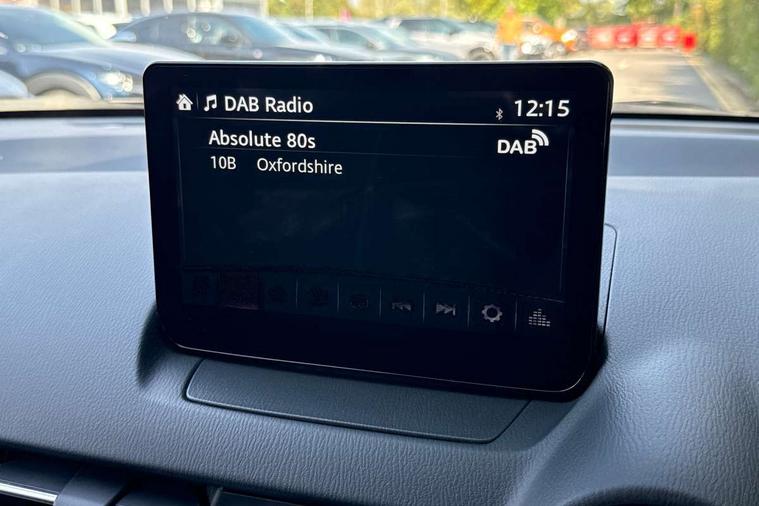 DAB Radio 12:15
Absolute 80s DAB
10B Oxfordshire